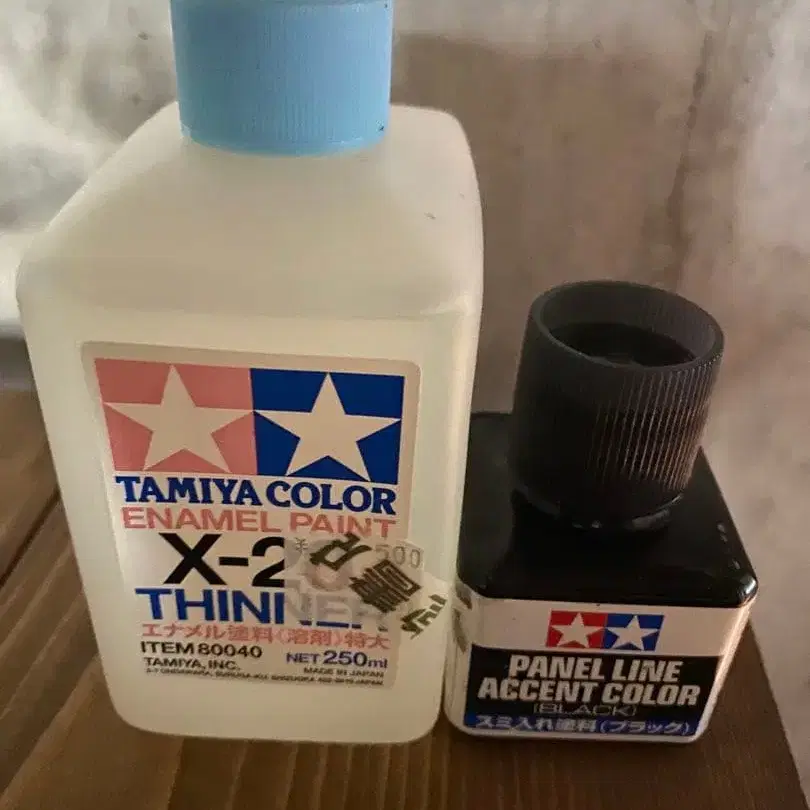 TAMIYA COLOR
ENAMEL PAINT
X-2
500
THINNER
エナメル塗料(溶剤)特大
ITEM 80040
NET 250ml
TAMIYA, INC.
MADE IN JAPAN
PANEL LINE
ACCENT COLOR
(BLACK)
スミ入れ塗料(ブラック)